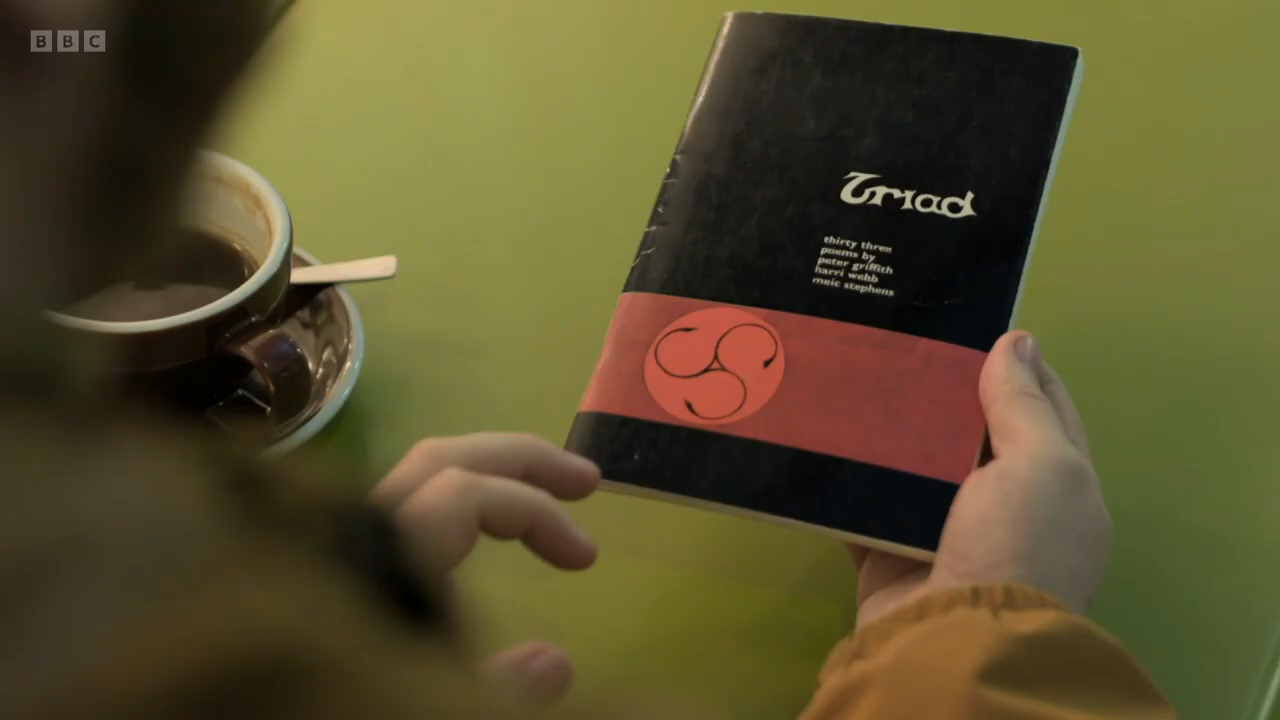 BBC
Triad
thirty three
poems by
peter griffith
harri webb
meic stephens